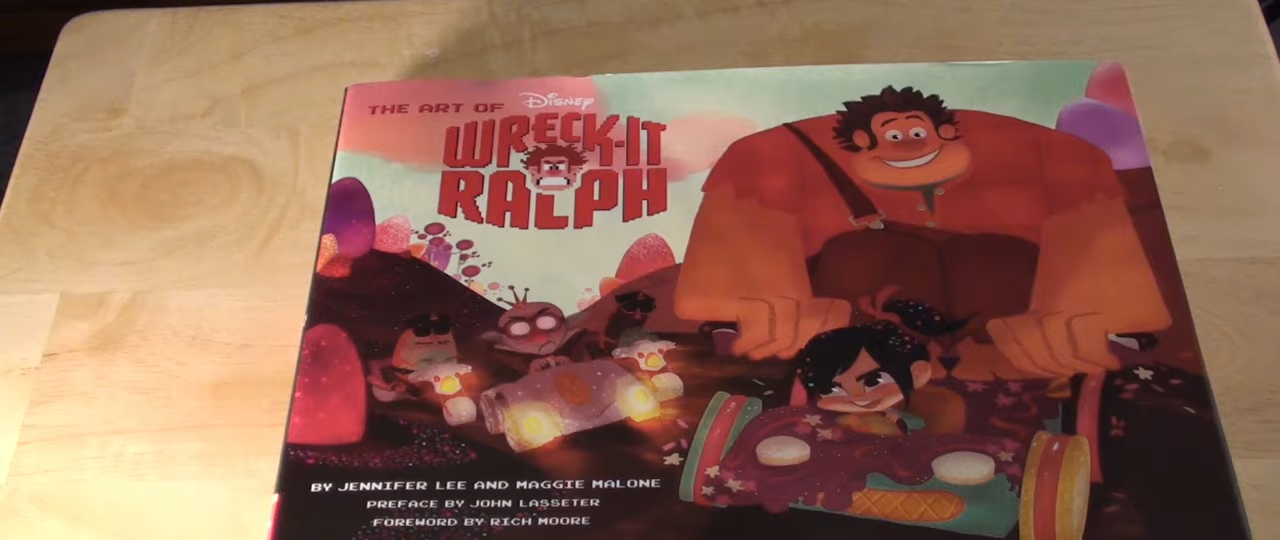 THE ART OF DISNEY
WRECK-IT
RALPH
BY JENNIFER LEE AND MAGGIE MALONE
PREFACE BY JOHN LASSETER
FOREWORD BY RICH MOORE